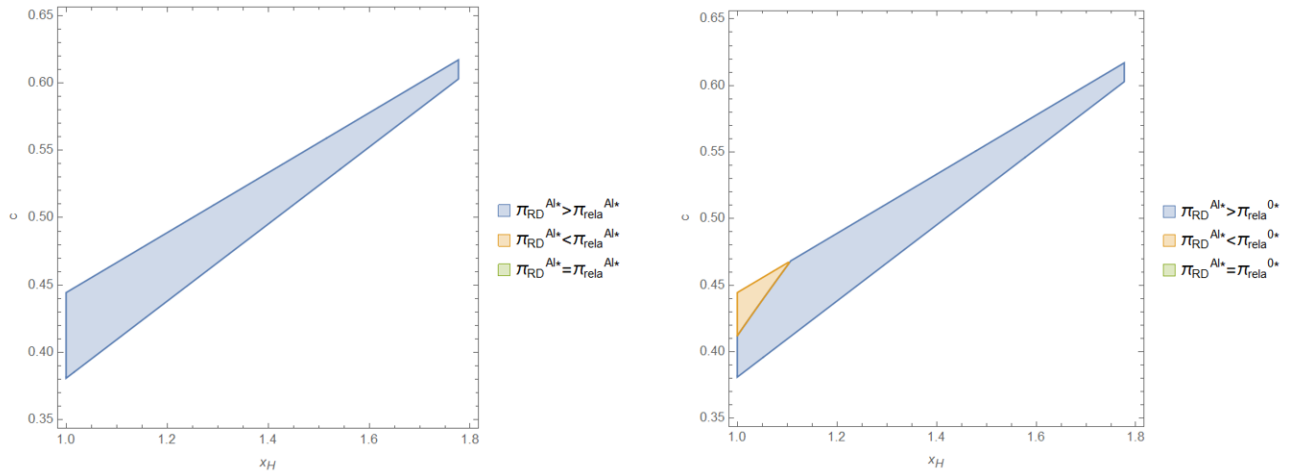 0.65
0.60
0.55
0.50
0.45
0.40
0.35
c
1.0 1.2 1.4 1.6 1.8
x_H
π_RD^AI*>π_rela^AI*
π_RD^AI*<π_rela^AI*
π_RD^AI*=π_rela^AI*
0.65
0.60
0.55
0.50
0.45
0.40
0.35
c
1.0 1.2 1.4 1.6 1.8
x_H
π_RD^AI*>π_rela^0*
π_RD^AI*<π_rela^0*
π_RD^AI*=π_rela^0*